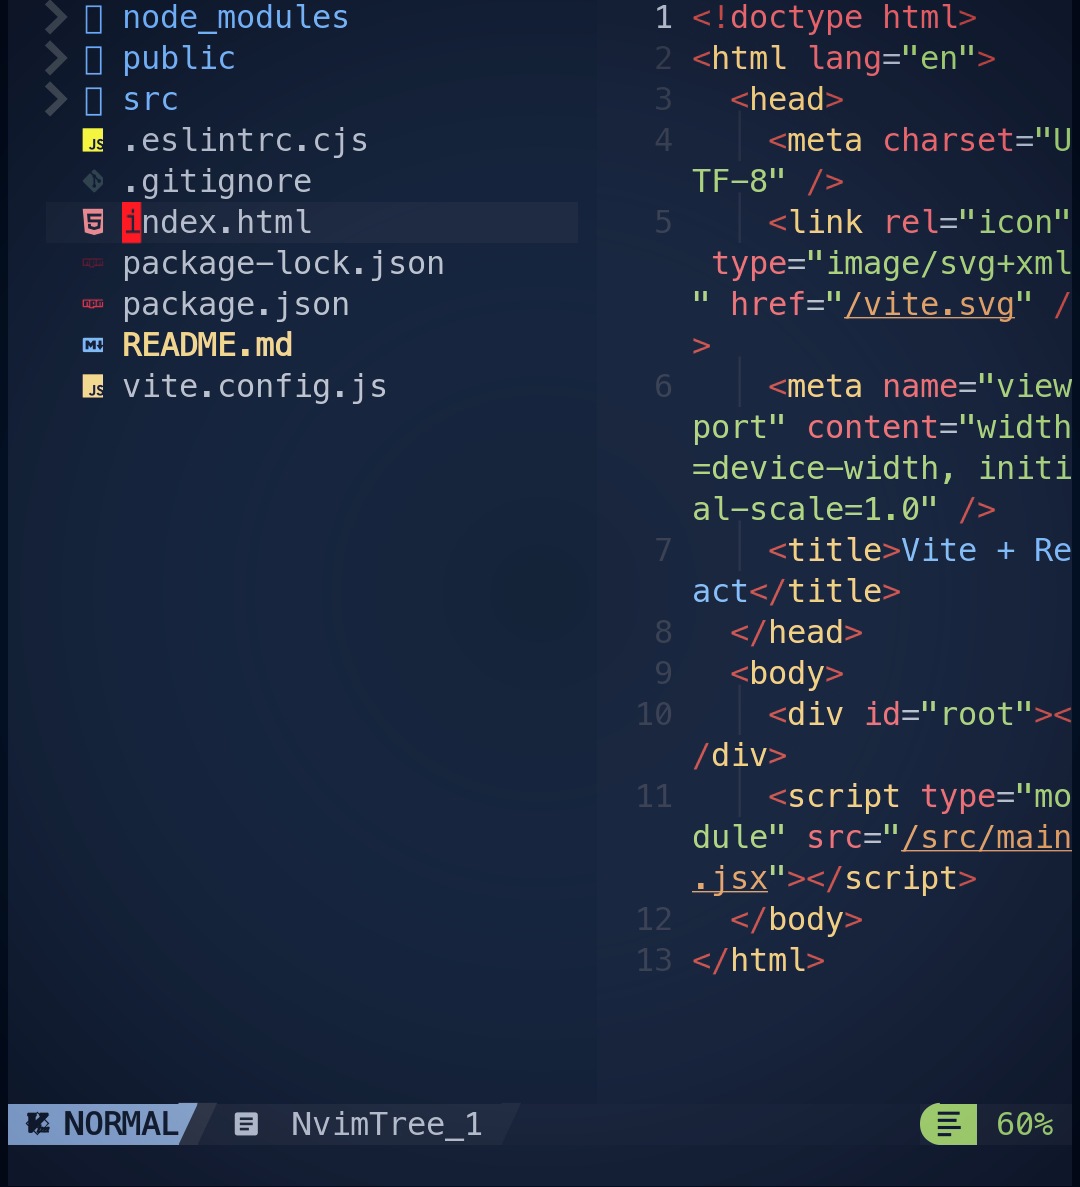 node_modules
public
src
.eslintrc.cjs
.gitignore
index.html
package-lock.json
package.json
README.md
vite.config.js
1 <!doctype html>
2 <html lang="en">
3   <head>
4     <meta charset="U
TF-8" />
5     <link rel="icon"
 type="image/svg+xml
" href="/vite.svg" /
>
6     <meta name="view
port" content="width
=device-width, initi
al-scale=1.0" />
7     <title>Vite + Re
act</title>
8   </head>
9   <body>
10     <div id="root"><
/div>
11     <script type="mo
dule" src="/src/main
.jsx"></script>
12   </body>
13 </html>
NORMAL NvimTree_1 60%